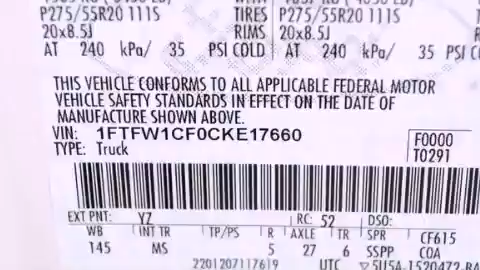 P275/55R20 111S TIRES P275/55R20 111S
20x8.5J RIMS 20x8.5J
AT 240 kPa/ 35 PSI COLD AT 240 kPa/ 35 PSI
THIS VEHICLE CONFORMS TO ALL APPLICABLE FEDERAL MOTOR
VEHICLE SAFETY STANDARDS IN EFFECT ON THE DATE OF
MANUFACTURE SHOWN ABOVE.
VIN: 1FTFW1CF0CKE17660
TYPE: Truck
F0000
T0291
EXT PNT: YZ RC: 52 DSO:
WB INT TR TP/PS R AXLE TR SPR CF615
145 MS 5 27 6 SSPP COA
2201207117619 UTC